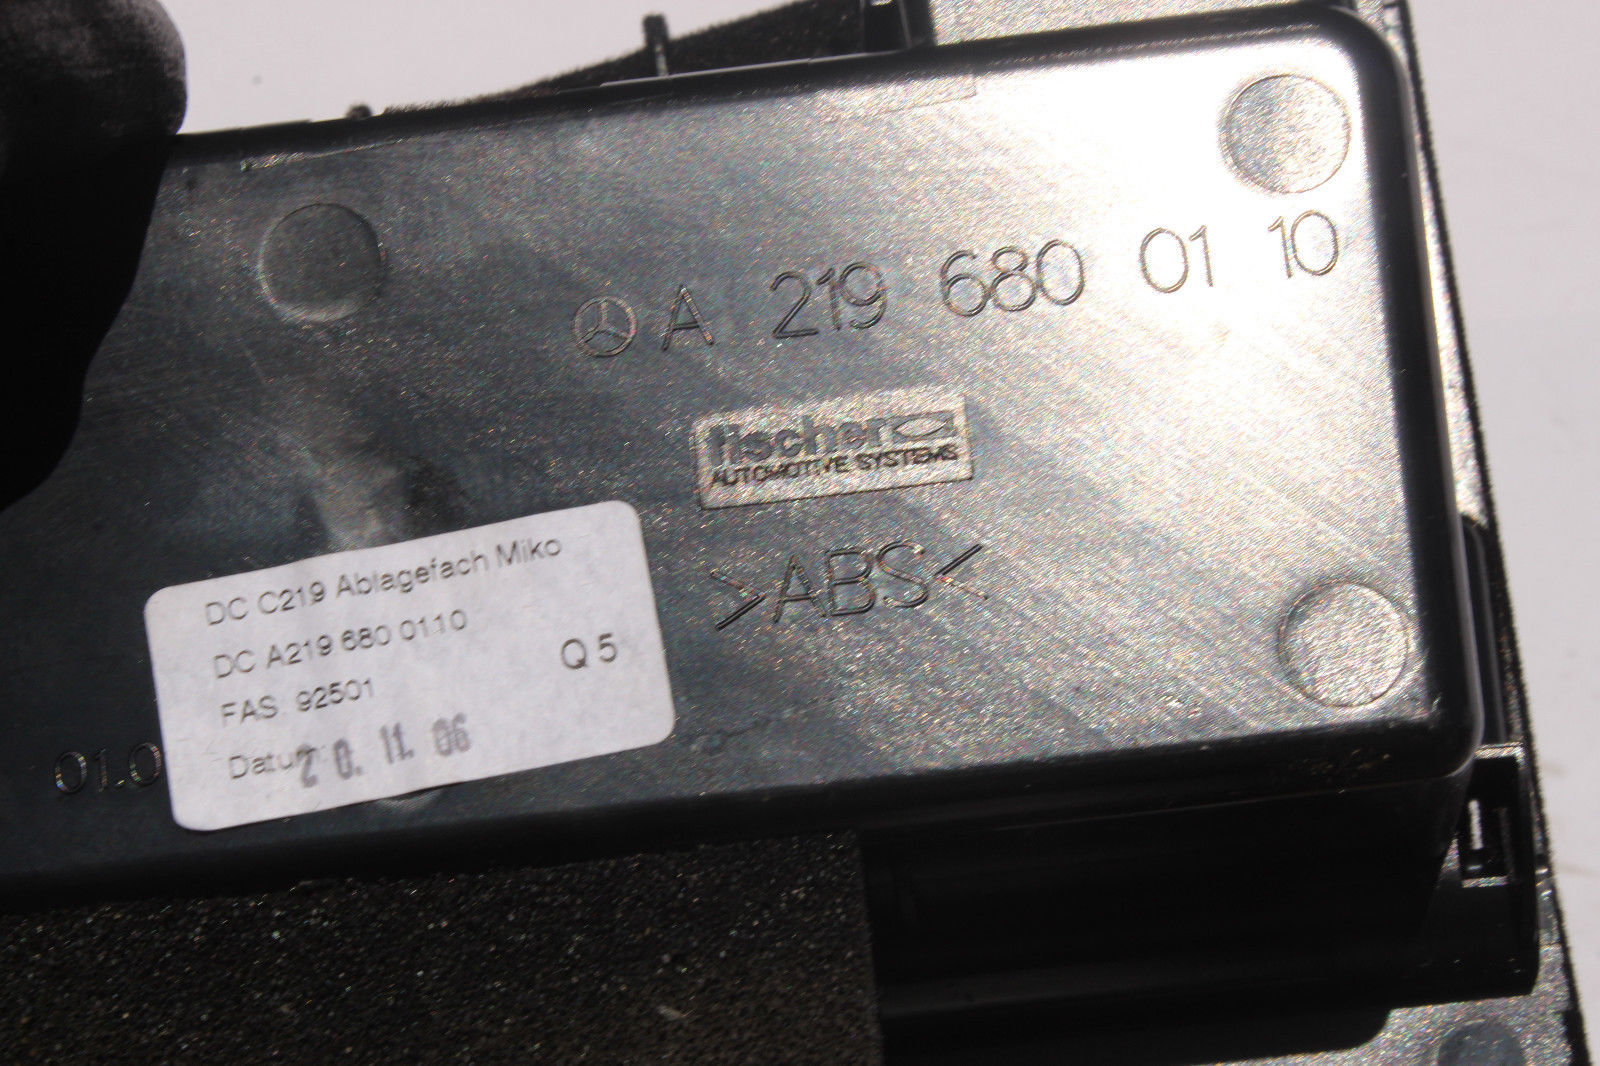 A 219 680 01 10
fischer
AUTOMOTIVE SYSTEMS
>ABS<
DC C219 Ablagefach Miko
DC A219 680 0110
Q 5
FAS. 92501
Datum: 20. 11. 06
01.0